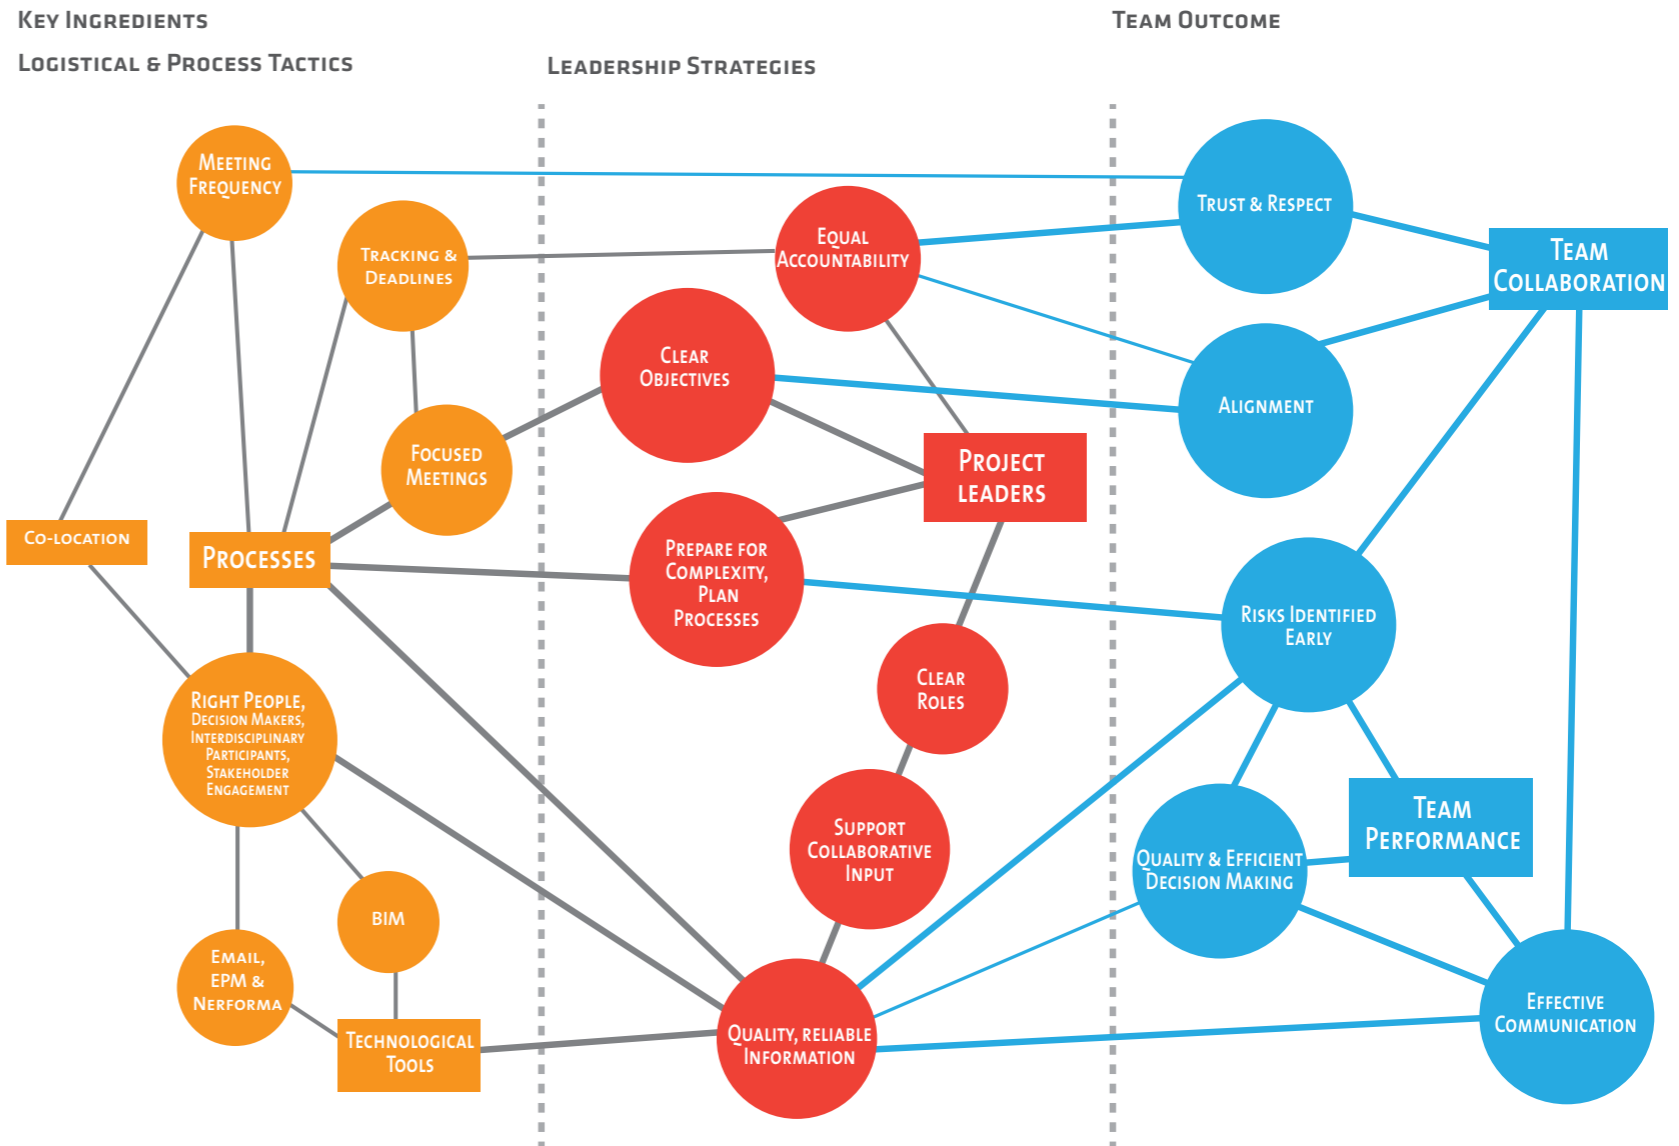 Key Ingredients
Logistical & Process Tactics
Leadership Strategies
Team Outcome
Meeting
Frequency
Tracking &
Deadlines
Focused
Meetings
Co-location
Processes
Right People,
Decision Makers,
Interdisciplinary
Participants,
Stakeholder
Engagement
BIM
Email,
EPM &
Nerforma
Technological
Tools
Equal
Accountability
Clear
Objectives
Project
leaders
Prepare for
Complexity,
Plan
Processes
Clear
Roles
Support
Collaborative
Input
Quality, reliable
Information
Trust & Respect
Team
Collaboration
Alignment
Risks Identified
Early
Team
Performance
Quality & Efficient
Decision Making
Effective
Communication